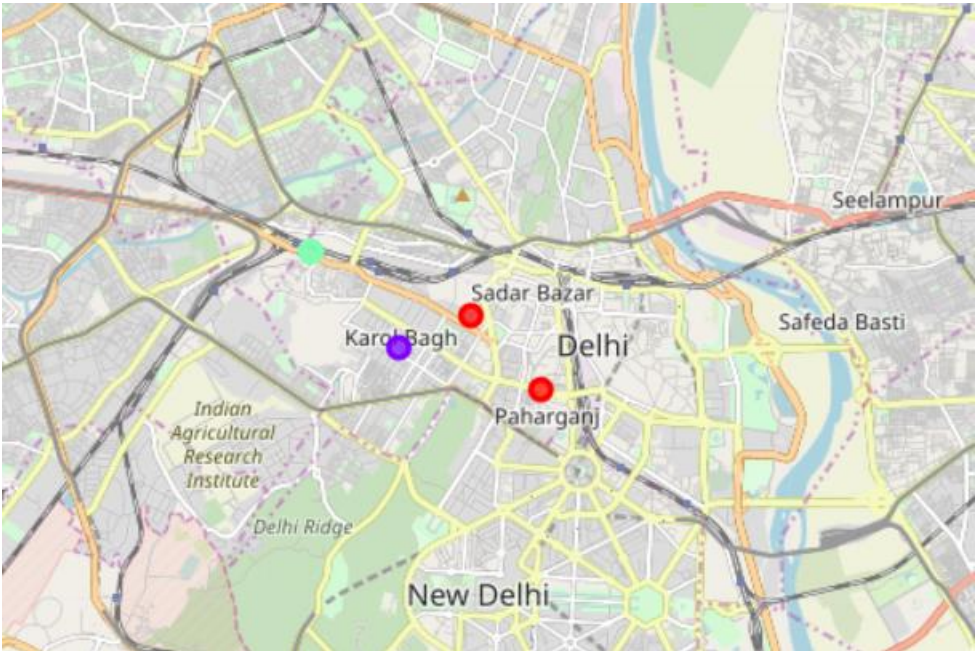 Seelampur
Sadar Bazar
Safeda Basti
Karol Bagh
Delhi
Indian
Agricultural
Research
Institute
Paharganj
Delhi Ridge
New Delhi